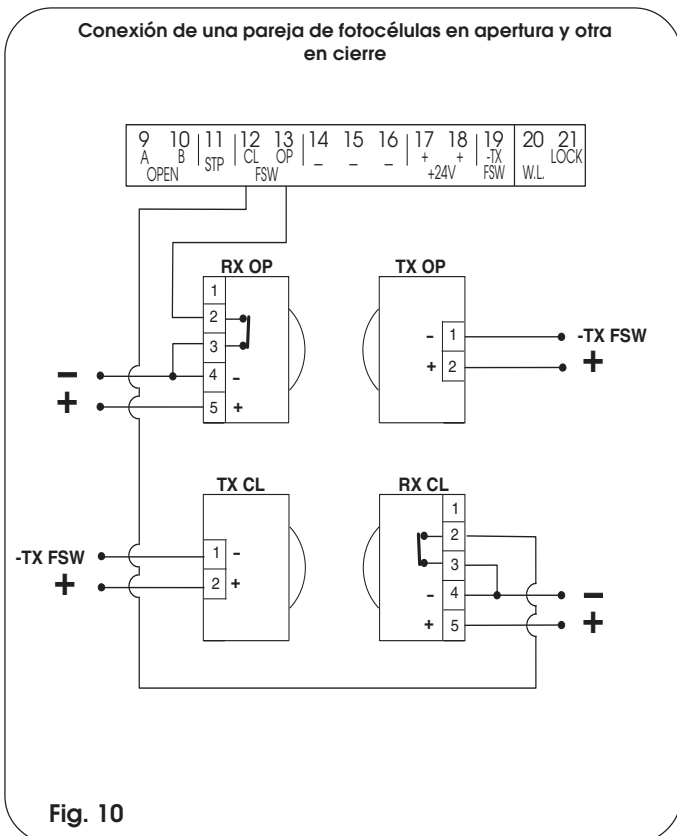 Conexión de una pareja de fotocélulas en apertura y otra
en cierre
9 10 11 12 13 14 15 16 17 18 19 20 21
A B STP CL OP _ _ _ + + -TX LOCK
OPEN FSW +24V FSW W.L.
RX OP TX OP
1
2
3
4 -
5 +
- 1 -TX FSW
+ 2 +
-
+
TX CL RX CL
-TX FSW 1 -
+ 2 +
1
2
3
- 4 -
+ 5 +
Fig. 10